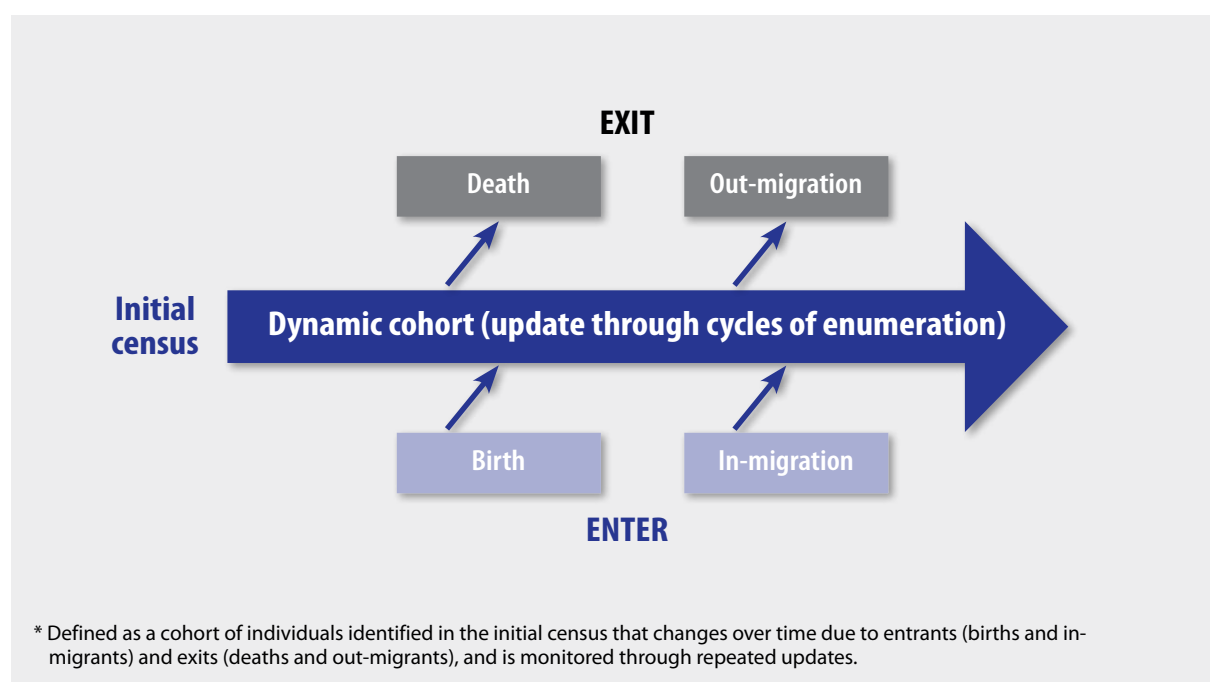 EXIT
Death
Out-migration
Initial
census
Dynamic cohort (update through cycles of enumeration)
Birth
In-migration
ENTER
* Defined as a cohort of individuals identified in the initial census that changes over time due to entrants (births and in-
migrants) and exits (deaths and out-migrants), and is monitored through repeated updates.